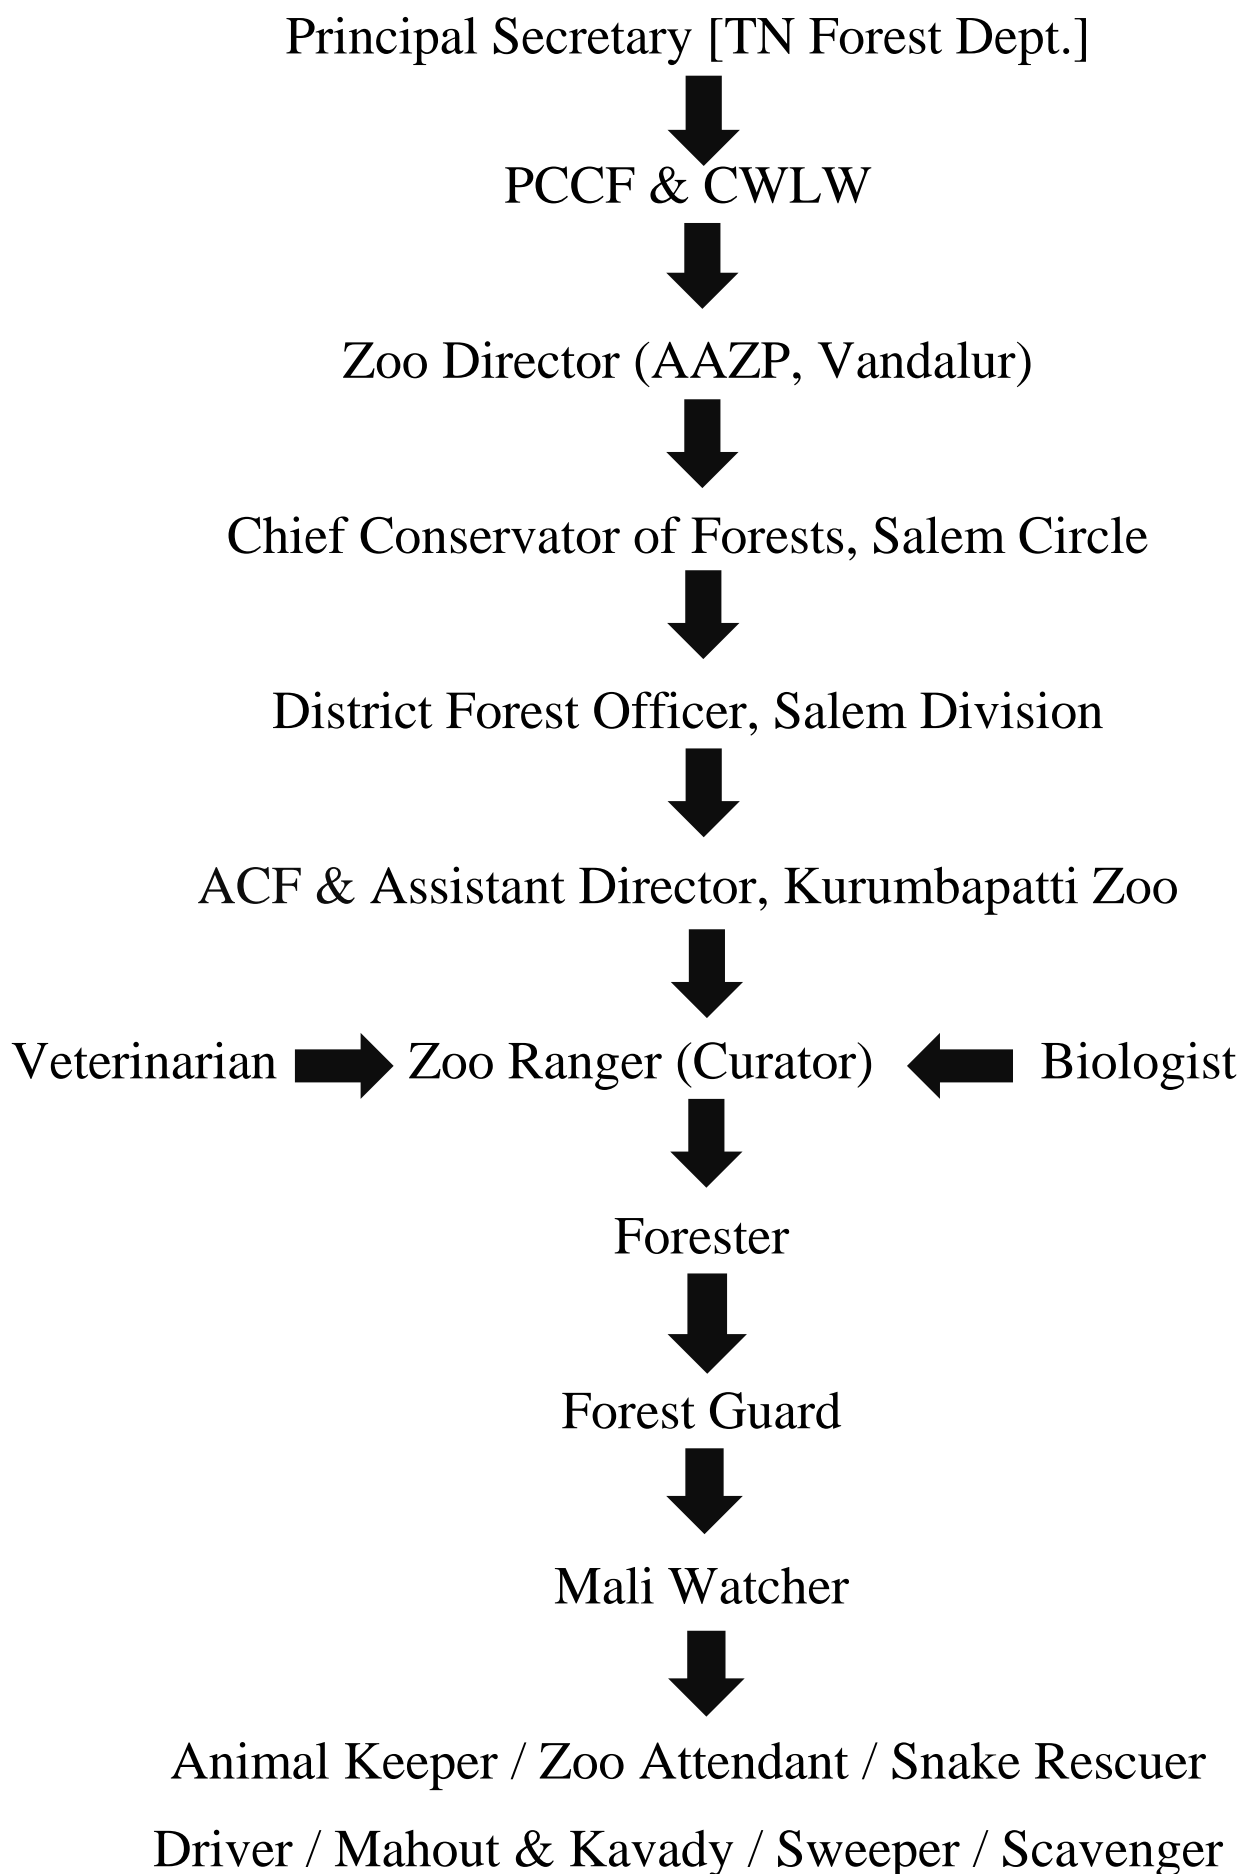 Principal Secretary [TN Forest Dept.]
PCCF & CWLW
Zoo Director (AAZP, Vandalur)
Chief Conservator of Forests, Salem Circle
District Forest Officer, Salem Division
ACF & Assistant Director, Kurumbapatti Zoo
Veterinarian Zoo Ranger (Curator) Biologist
Forester
Forest Guard
Mali Watcher
Animal Keeper / Zoo Attendant / Snake Rescuer
Driver / Mahout & Kavady / Sweeper / Scavenger